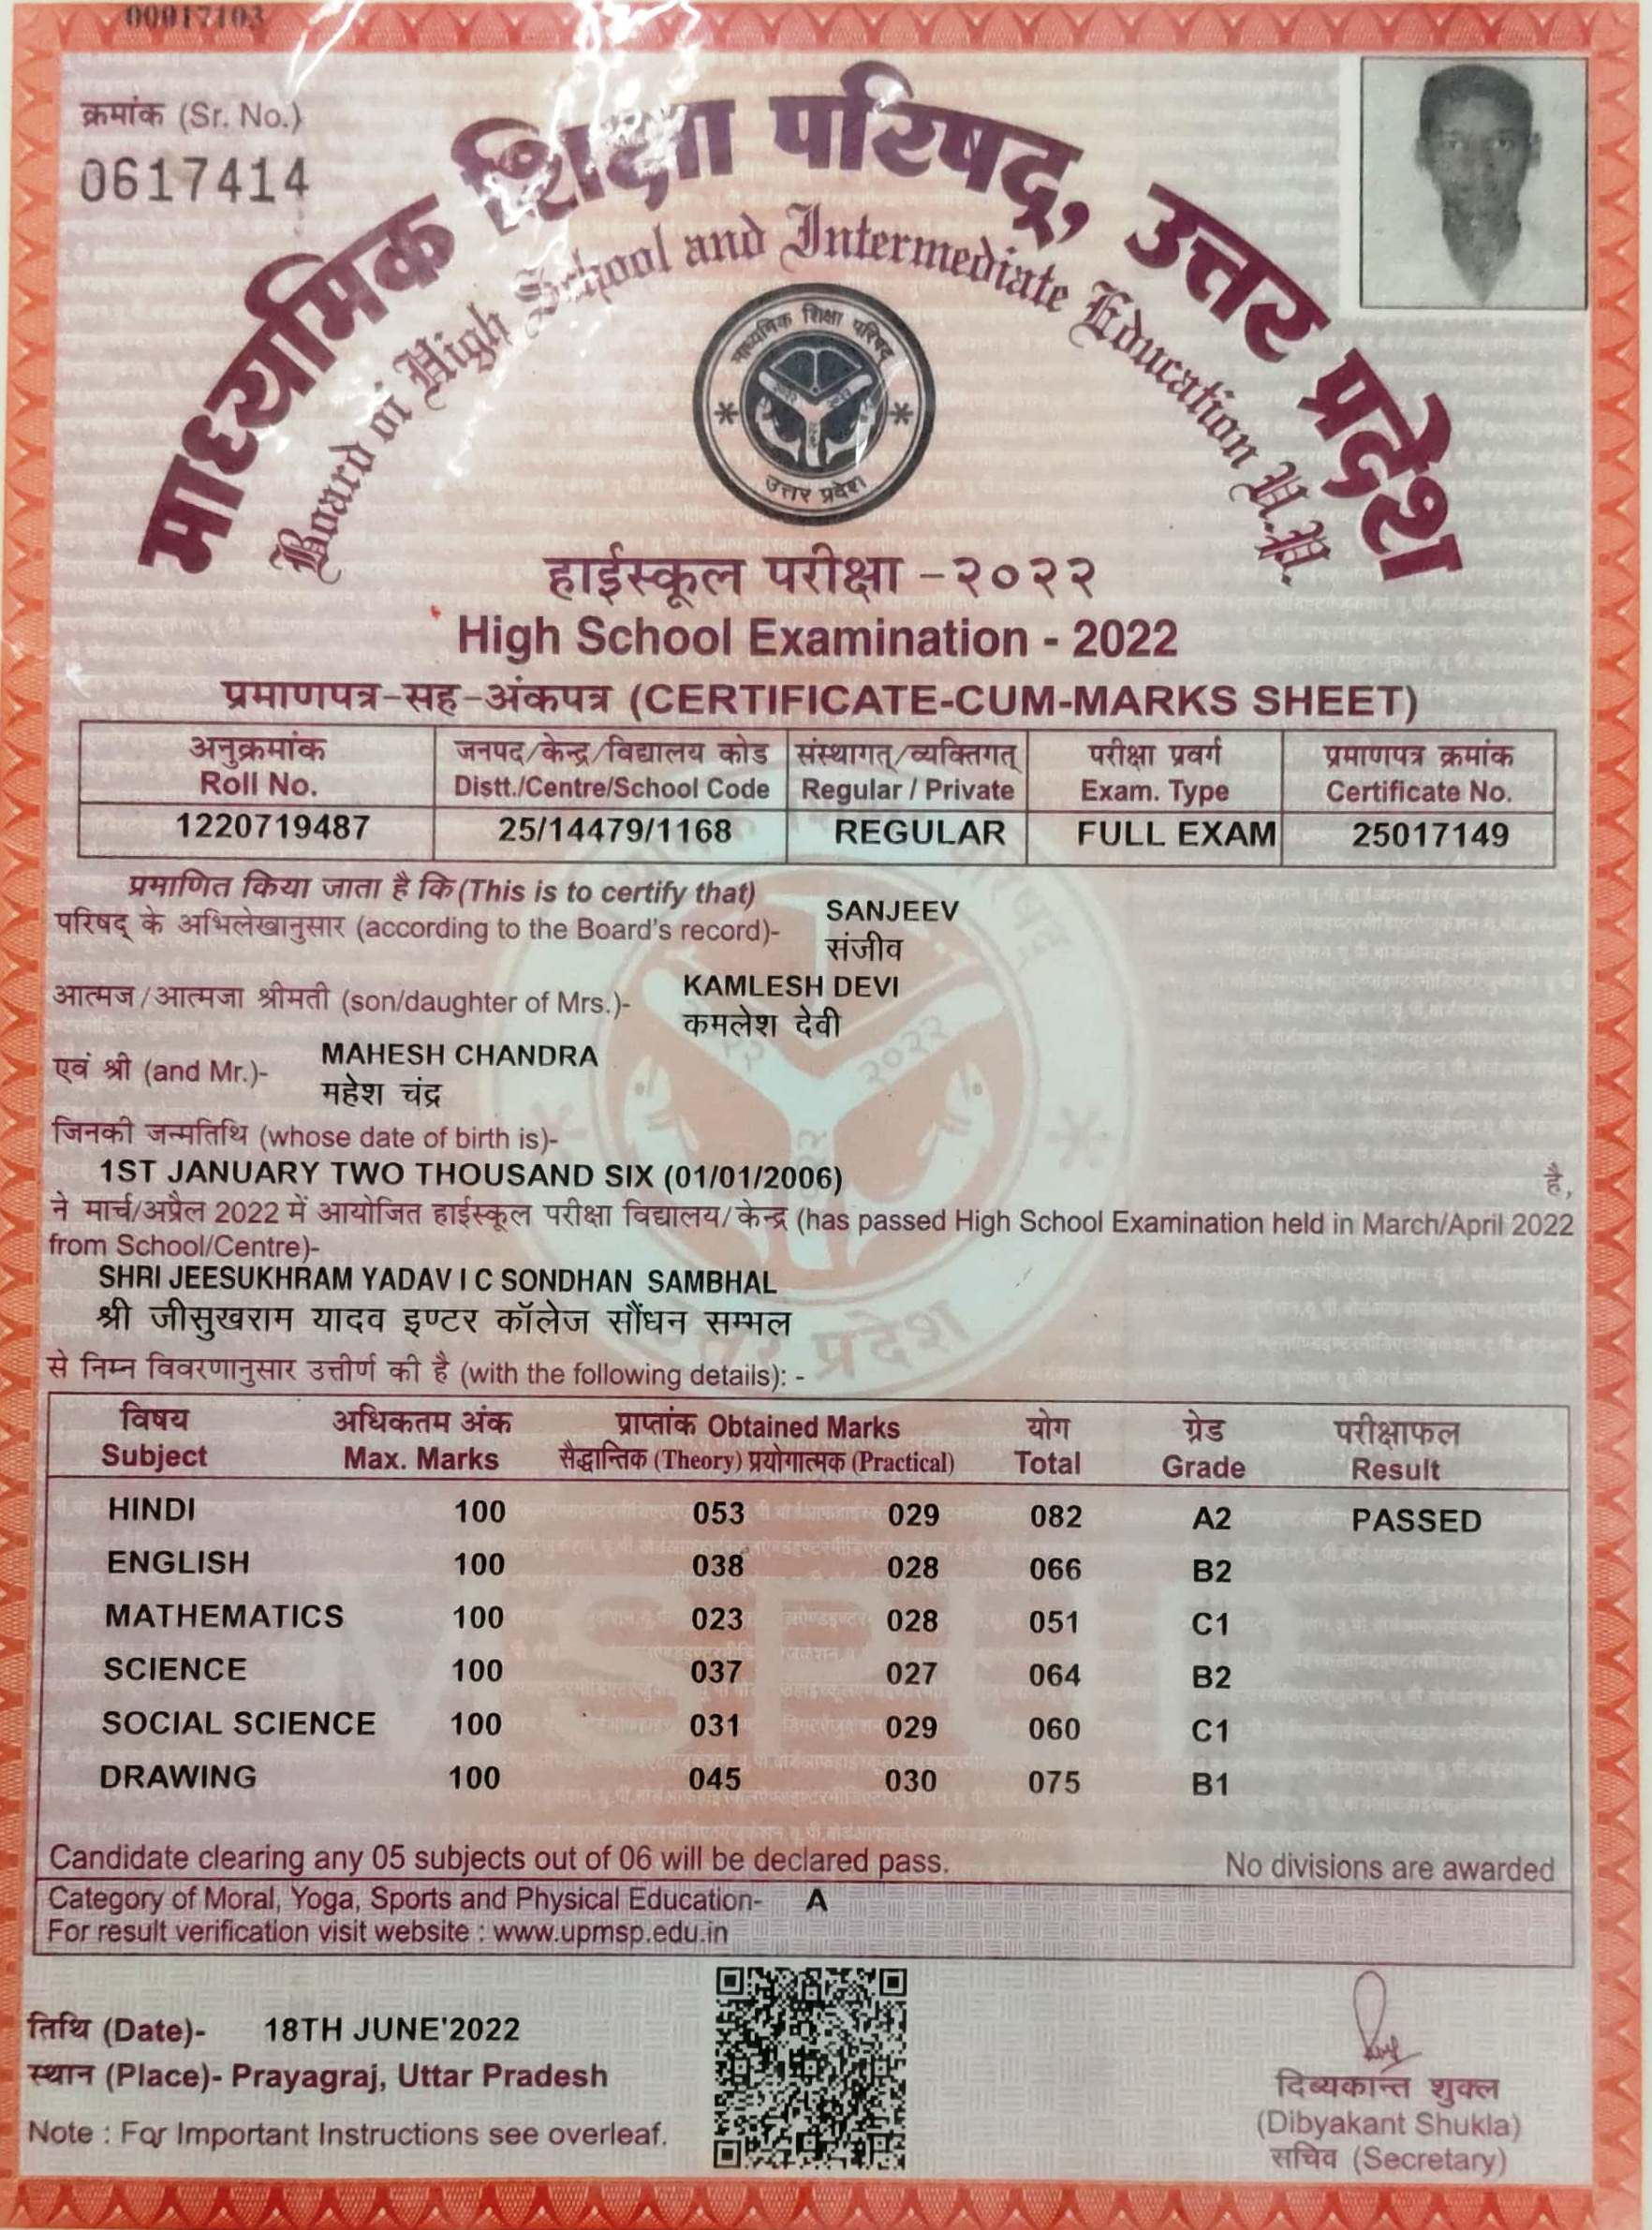 00017103
क्रमांक (Sr. No.)
0617414
माध्यमिक शिक्षा परिषद्, उत्तर प्रदेश
Board of High School and Intermediate Education U.P.
माध्यमिक शिक्षा परिषद्
उत्तर प्रदेश
हाईस्कूल परीक्षा -२०२२
High School Examination - 2022
प्रमाणपत्र-सह-अंकपत्र (CERTIFICATE-CUM-MARKS SHEET)
अनुक्रमांक जनपद/केन्द्र/विद्यालय कोड संस्थागत्/व्यक्तिगत् परीक्षा प्रवर्ग प्रमाणपत्र क्रमांक
Roll No. Distt./Centre/School Code Regular / Private Exam. Type Certificate No.
1220719487 25/14479/1168 REGULAR FULL EXAM 25017149
प्रमाणित किया जाता है कि (This is to certify that)
परिषद् के अभिलेखानुसार (according to the Board's record)- SANJEEV
संजीव
आत्मज/आत्मजा श्रीमती (son/daughter of Mrs.)- KAMLESH DEVI
कमलेश देवी
एवं श्री (and Mr.)- MAHESH CHANDRA
महेश चंद्र
जिनकी जन्मतिथि (whose date of birth is)-
1ST JANUARY TWO THOUSAND SIX (01/01/2006) है,
ने मार्च/अप्रैल 2022 में आयोजित हाईस्कूल परीक्षा विद्यालय/केन्द्र (has passed High School Examination held in March/April 2022
from School/Centre)-
SHRI JEESUKHRAM YADAV I C SONDHAN SAMBHAL
श्री जीसुखराम यादव इण्टर कॉलेज सौंधन सम्भल
से निम्न विवरणानुसार उत्तीर्ण की है (with the following details): -
विषय अधिकतम अंक प्राप्तांक Obtained Marks योग ग्रेड परीक्षाफल
Subject Max. Marks सैद्धान्तिक (Theory) प्रयोगात्मक (Practical) Total Grade Result
HINDI 100 053 029 082 A2 PASSED
ENGLISH 100 038 028 066 B2
MATHEMATICS 100 023 028 051 C1
SCIENCE 100 037 027 064 B2
SOCIAL SCIENCE 100 031 029 060 C1
DRAWING 100 045 030 075 B1
Candidate clearing any 05 subjects out of 06 will be declared pass. No divisions are awarded
Category of Moral, Yoga, Sports and Physical Education- A
For result verification visit website : www.upmsp.edu.in
तिथि (Date)- 18TH JUNE'2022
स्थान (Place)- Prayagraj, Uttar Pradesh
Note : For Important Instructions see overleaf.
दिब्यकान्त शुक्ल
(Dibyakant Shukla)
सचिव (Secretary)